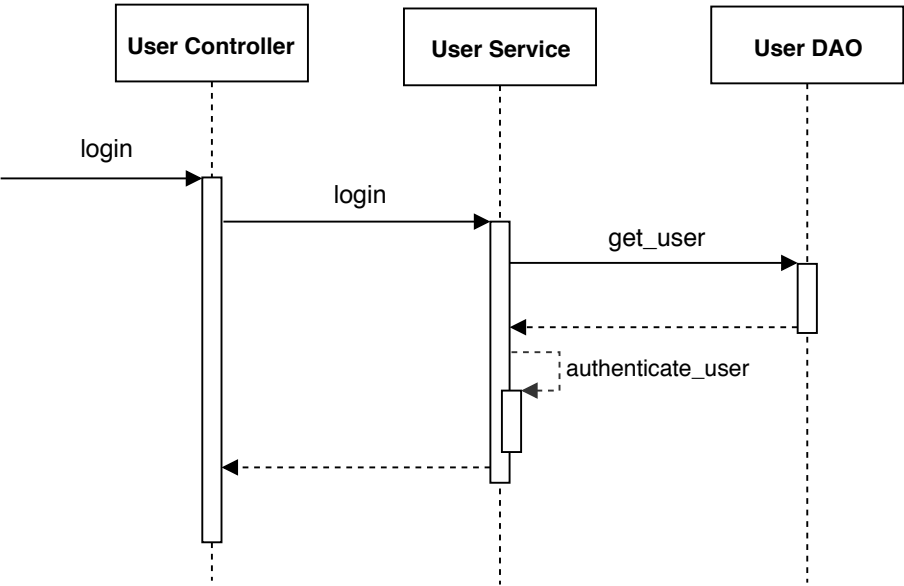 User Controller
User Service
User DAO
login
login
get_user
authenticate_user